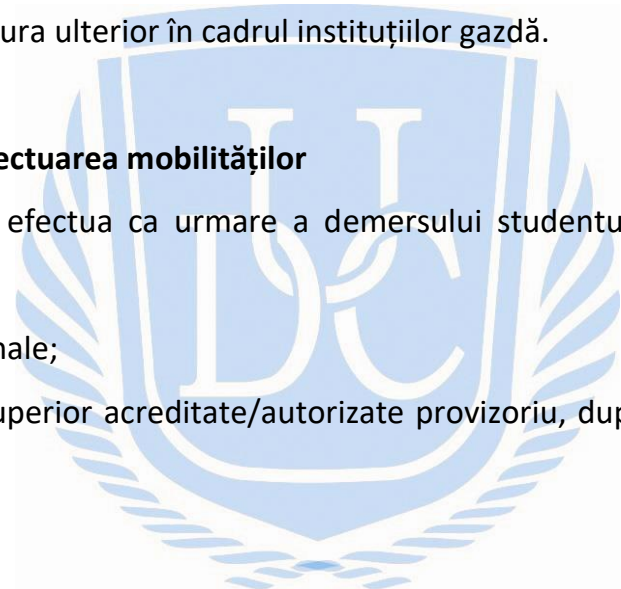 ura ulterior în cadrul instituțiilor gazdă.
ectuarea mobilităților
efectua ca urmare a demersului studentu
nale;
uperior acreditate/autorizate provizoriu, dup
UDC